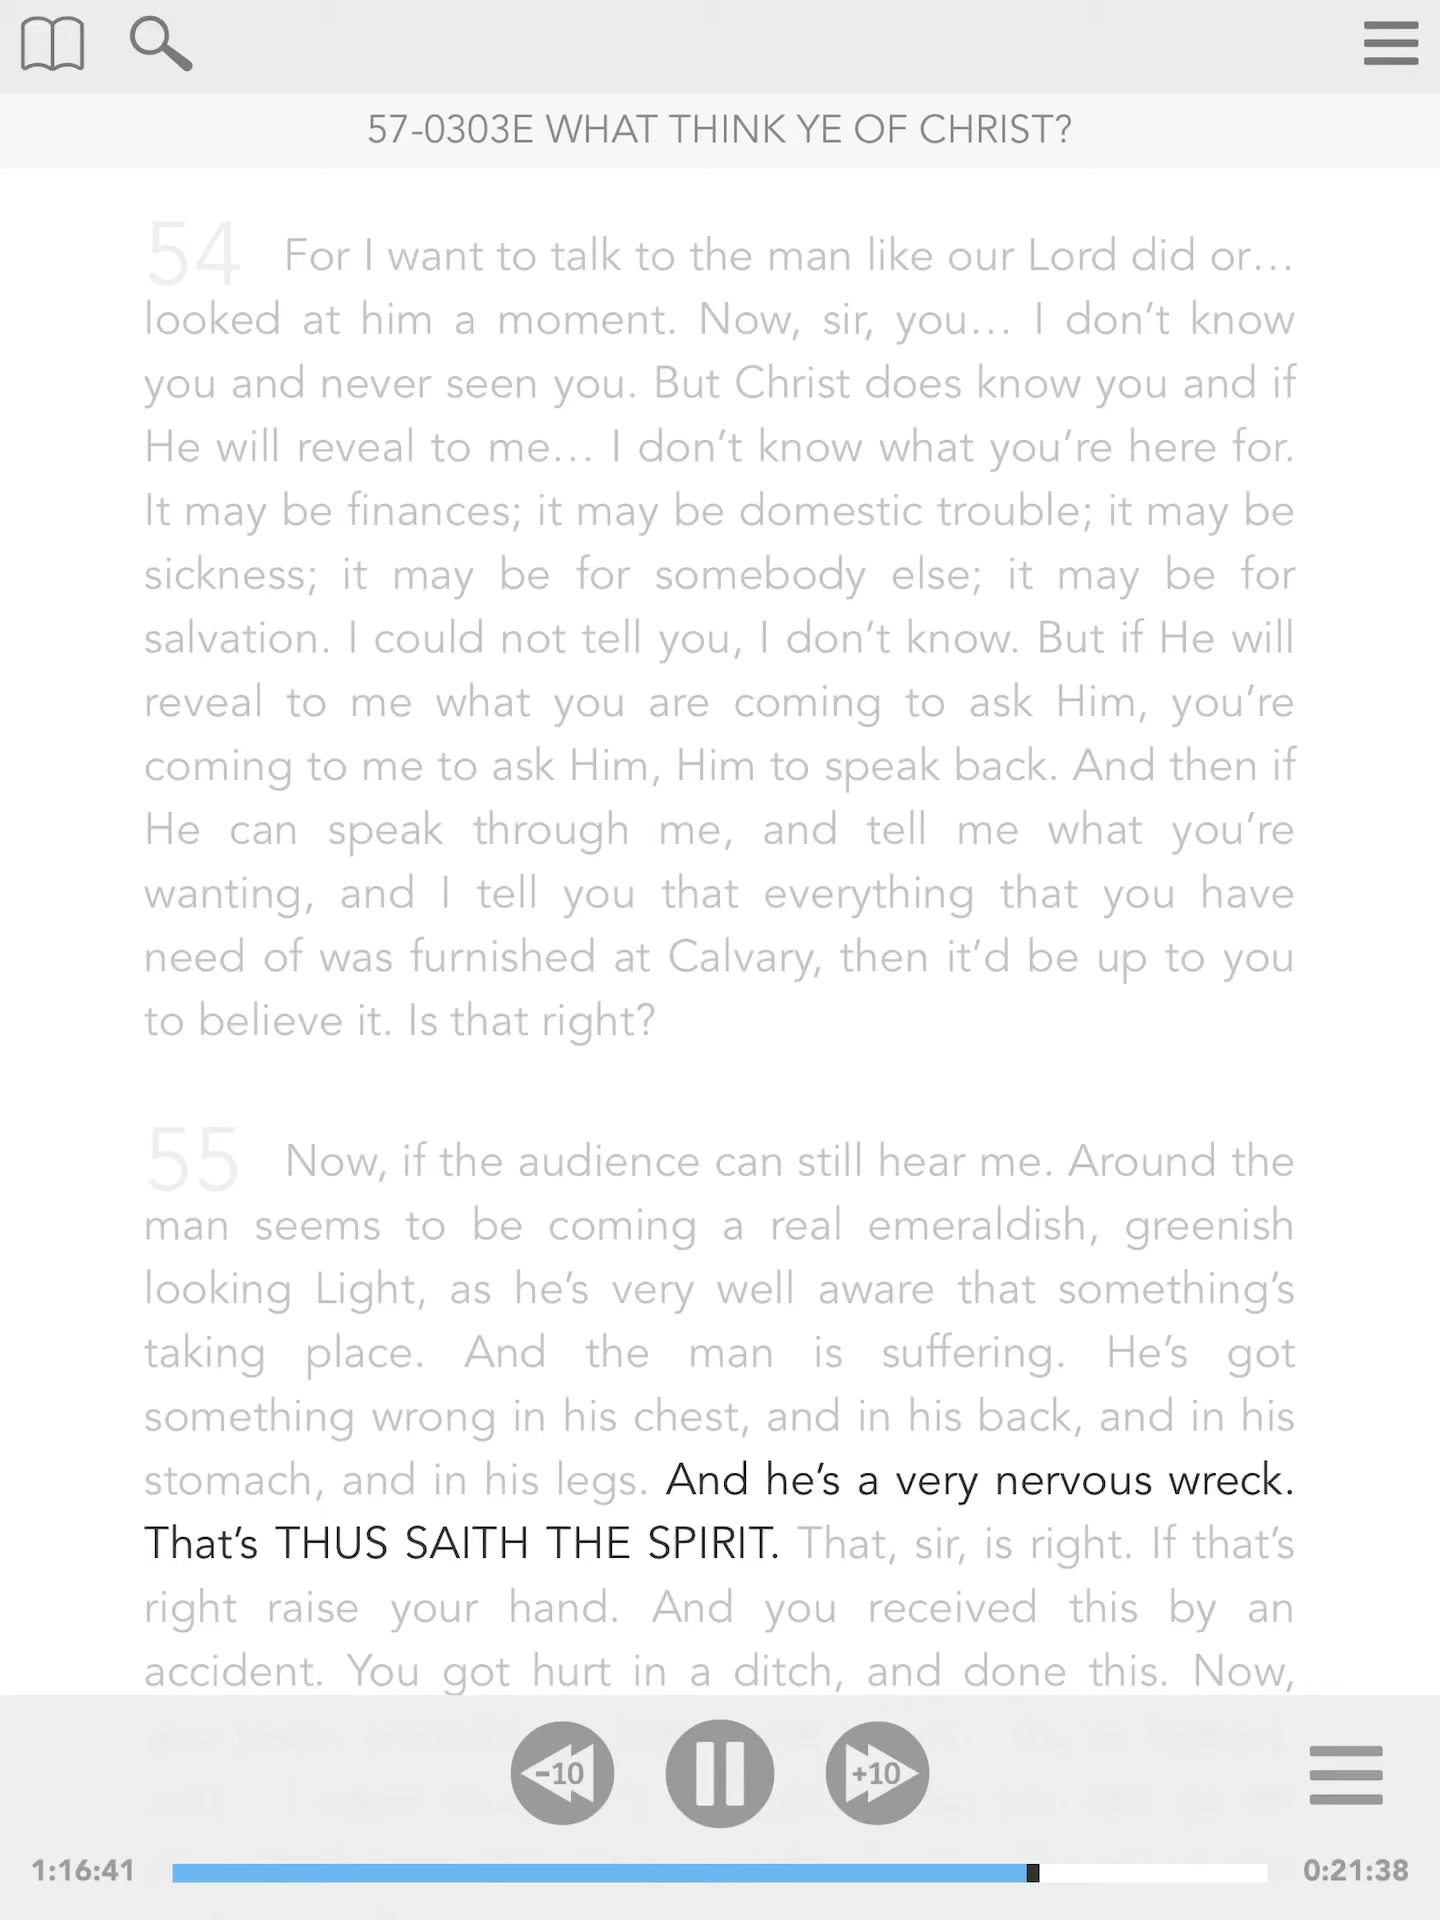 57-0303E WHAT THINK YE OF CHRIST?
54 For I want to talk to the man like our Lord did or…
looked at him a moment. Now, sir, you… I don’t know
you and never seen you. But Christ does know you and if
He will reveal to me… I don’t know what you’re here for.
It may be finances; it may be domestic trouble; it may be
sickness; it may be for somebody else; it may be for
salvation. I could not tell you, I don’t know. But if He will
reveal to me what you are coming to ask Him, you’re
coming to me to ask Him, Him to speak back. And then if
He can speak through me, and tell me what you’re
wanting, and I tell you that everything that you have
need of was furnished at Calvary, then it’d be up to you
to believe it. Is that right?
55 Now, if the audience can still hear me. Around the
man seems to be coming a real emeraldish, greenish
looking Light, as he’s very well aware that something’s
taking place. And the man is suffering. He’s got
something wrong in his chest, and in his back, and in his
stomach, and in his legs. And he’s a very nervous wreck.
That’s THUS SAITH THE SPIRIT. That, sir, is right. If that’s
right raise your hand. And you received this by an
accident. You got hurt in a ditch, and done this. Now,
-10 +10
1:16:41 0:21:38